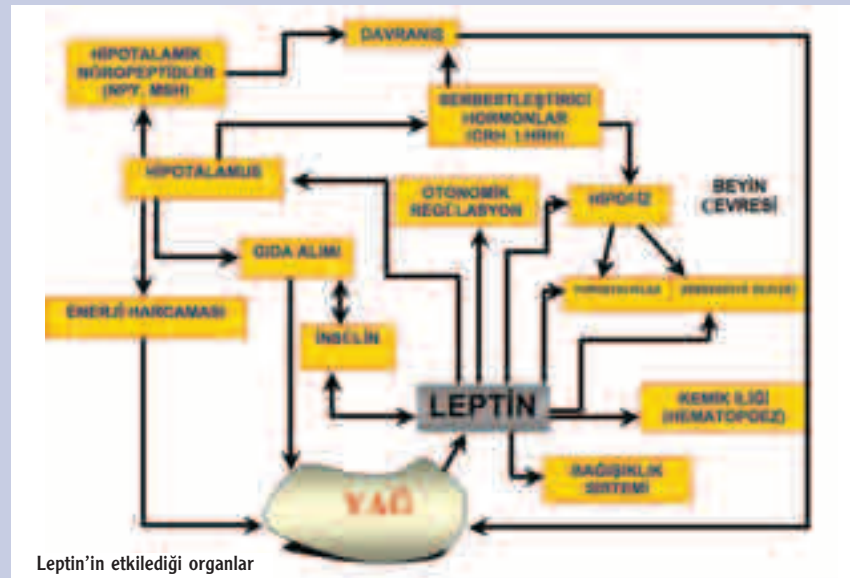 DAVRANIŞ
HİPOTALAMİK
NÖROPEPTİDLER
(NPY, MSH)
SERBERTLEŞTİRİCİ
HORMONLAR
(CRH, LHRH)
HİPOTALAMUS
OTONOMİK
REGÜLASYON
HİPOFİZ
BEYİN
ÇEVRESİ
GIDA ALIMI
ENERJİ HARCAMASI
İNSÜLİN
LEPTİN
KEMİK İLİĞİ
(HEMATOPOEZ)
BAĞIŞIKLIK
SİSTEMİ
YAĞ
Leptin’in etkilediği organlar